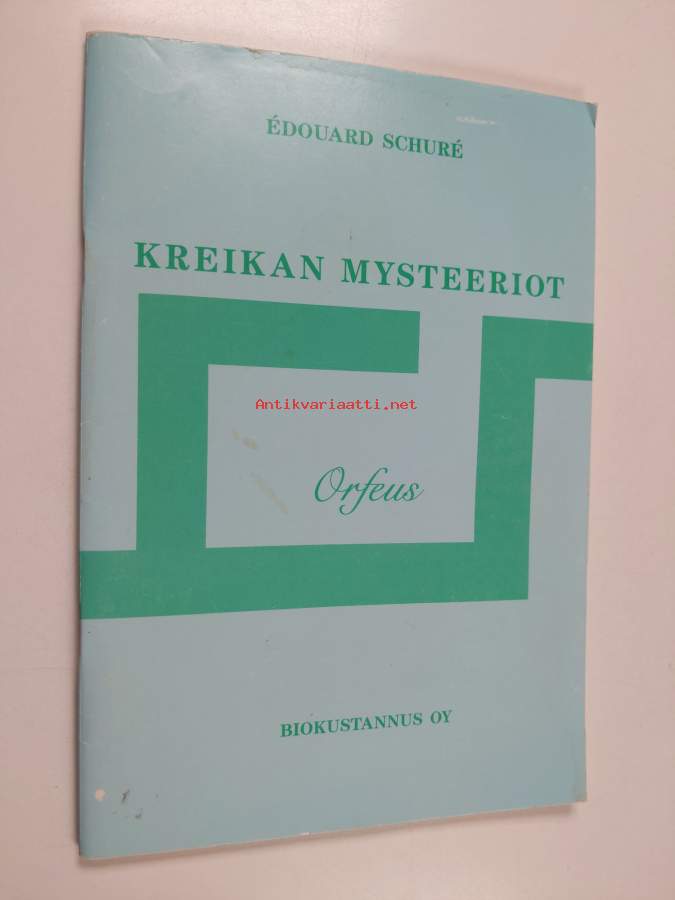 ÉDOUARD SCHURÉ
KREIKAN MYSTEERIOT
Antikvariaatti.net
Orfeus
BIOKUSTANNUS OY